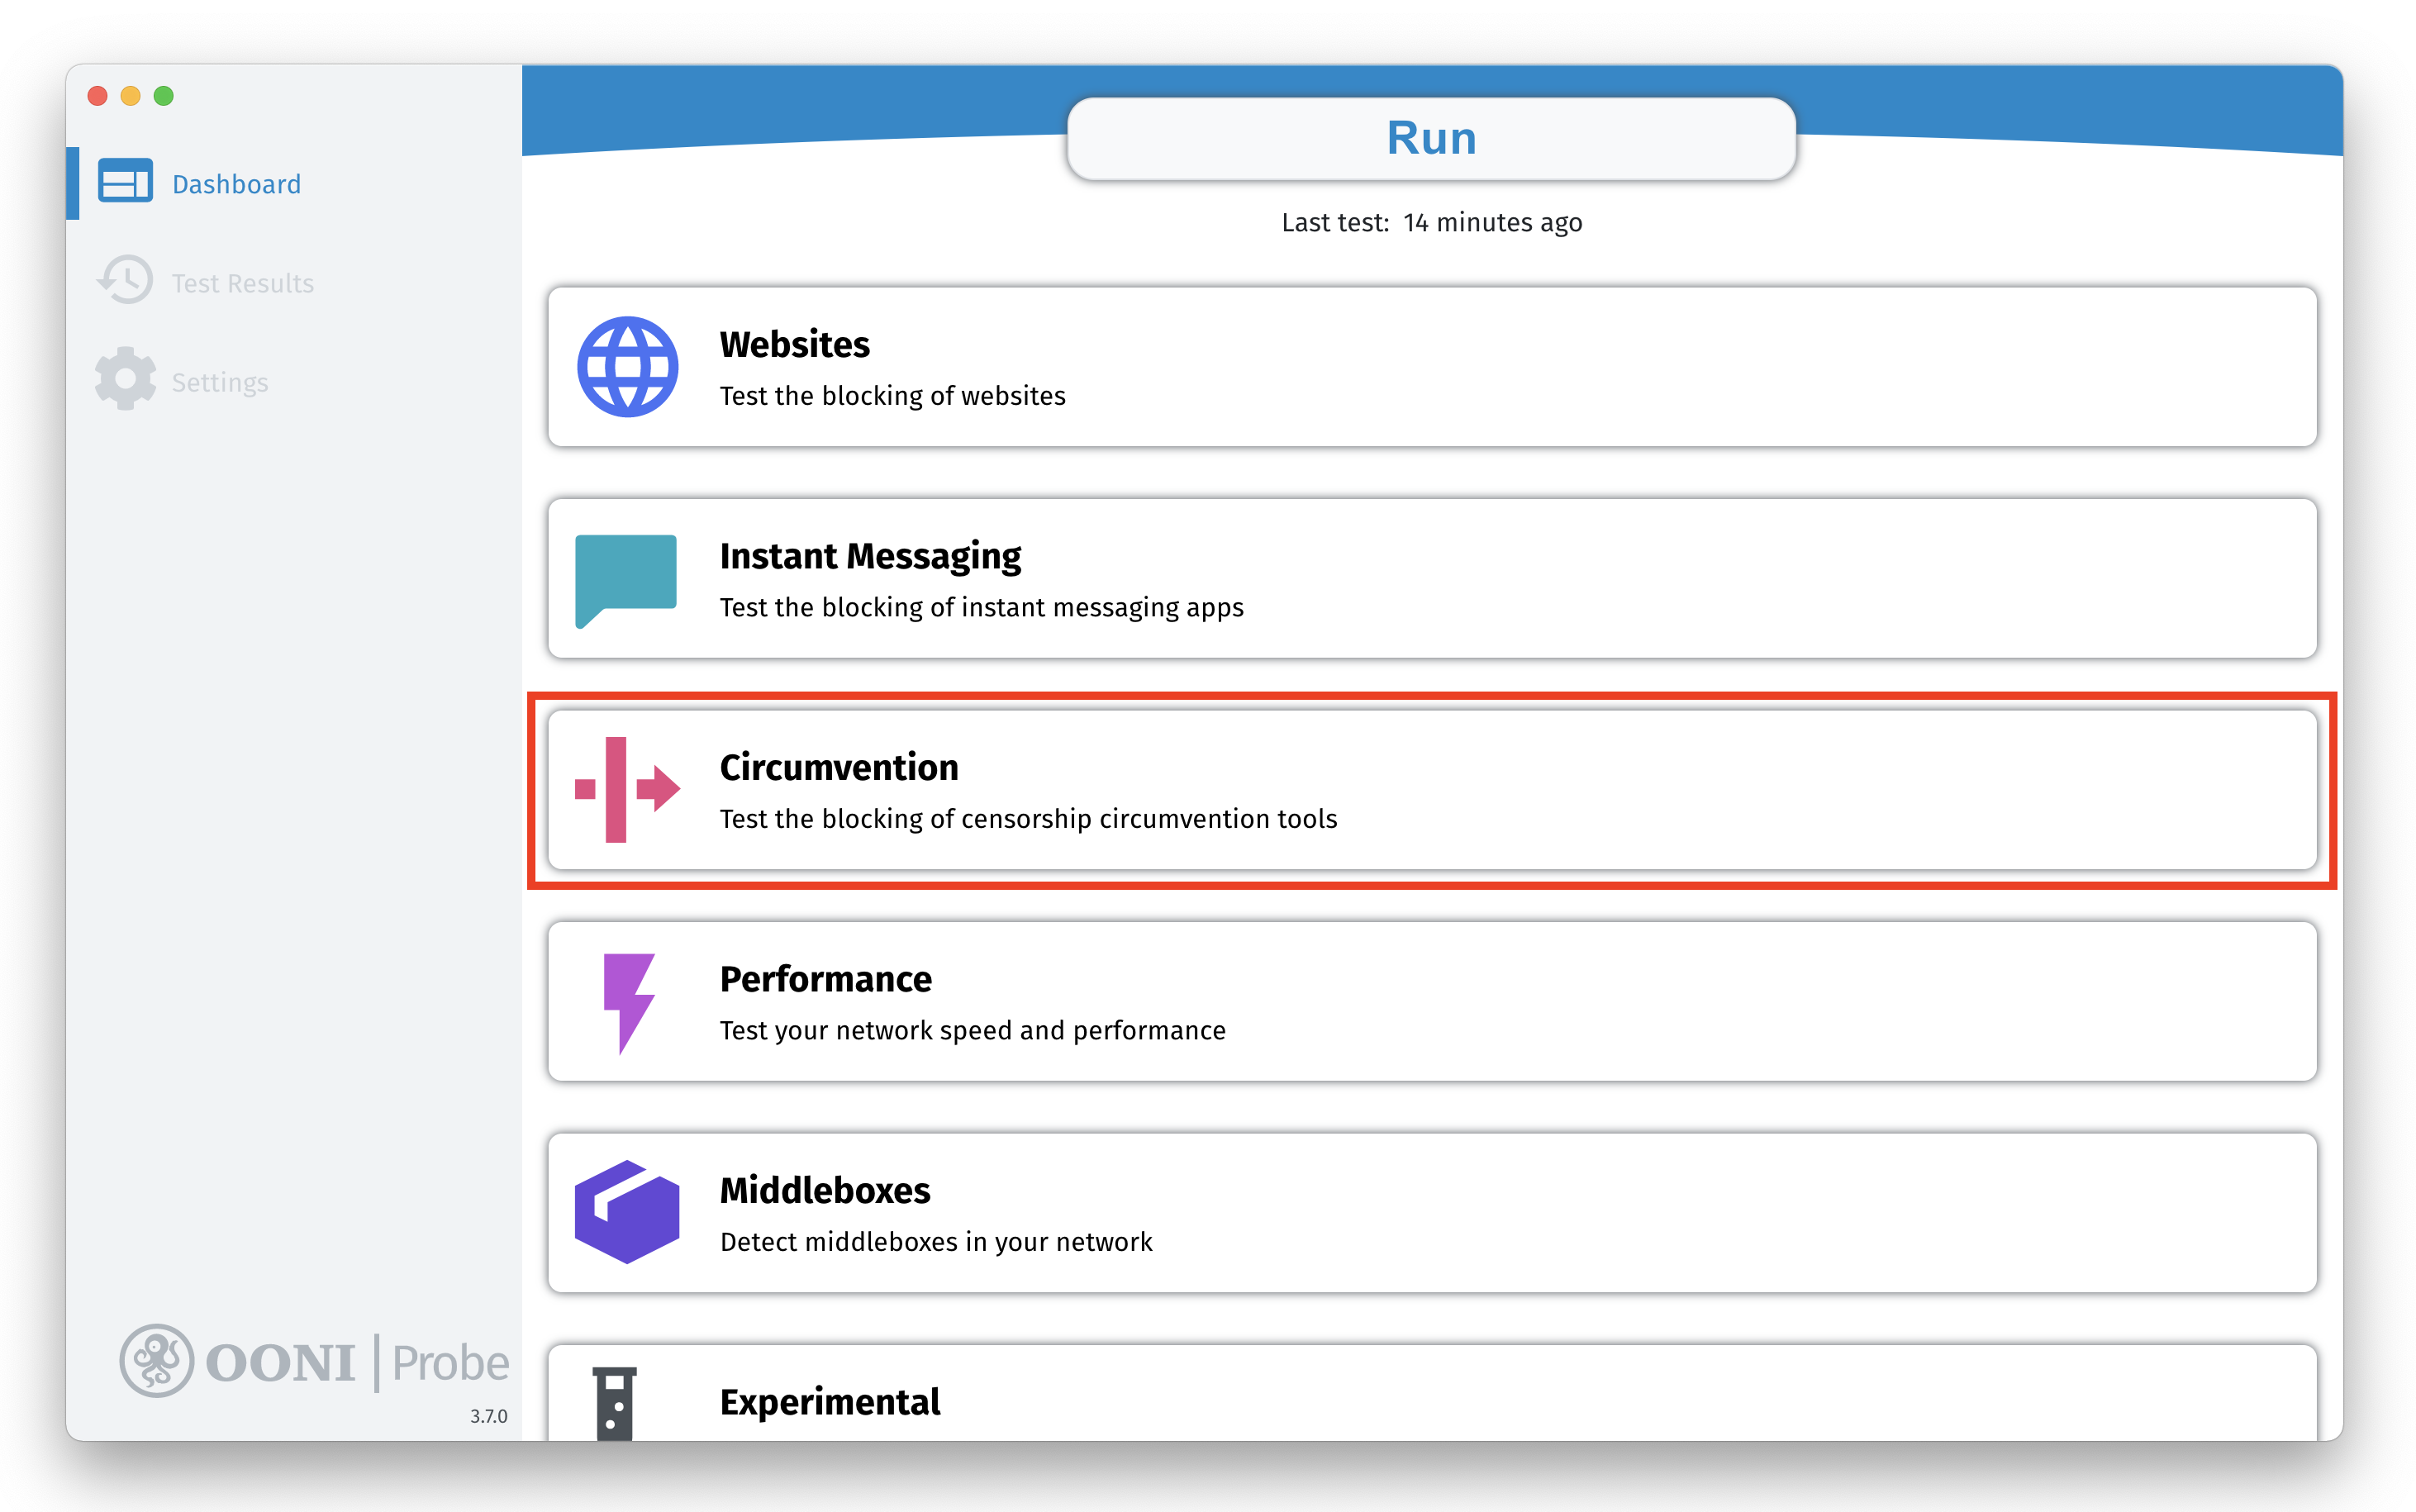 Dashboard
Test Results
Settings
OONI | Probe
3.7.0
Run
Last test: 14 minutes ago
Websites
Test the blocking of websites
Instant Messaging
Test the blocking of instant messaging apps
Circumvention
Test the blocking of censorship circumvention tools
Performance
Test your network speed and performance
Middleboxes
Detect middleboxes in your network
Experimental